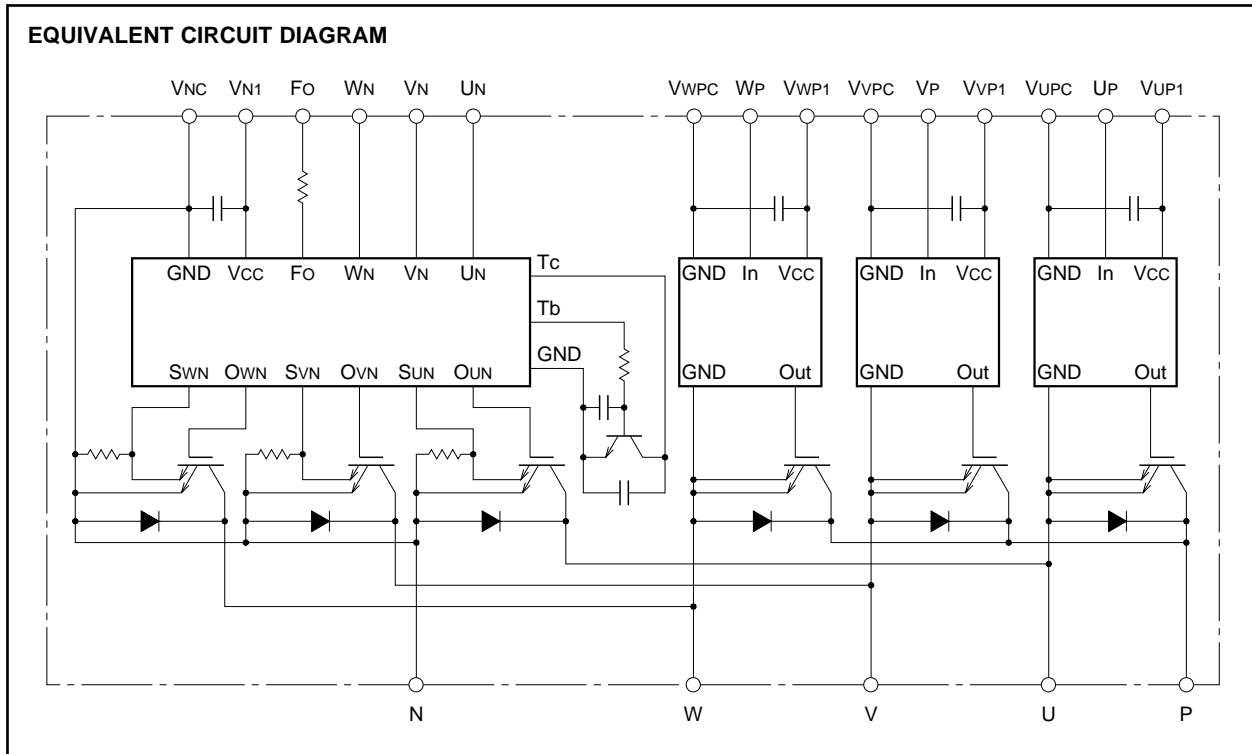 EQUIVALENT CIRCUIT DIAGRAM
VNC VN1 FO WN VN UN VWPC WP VWP1 VVPC VP VVP1 VUPC UP VUP1
GND VCC FO WN VN UN Tc GND In VCC GND In VCC GND In VCC
Tb
GND
SWN OWN SVN OVN SUN OUN GND Out GND Out GND Out
N W V U P